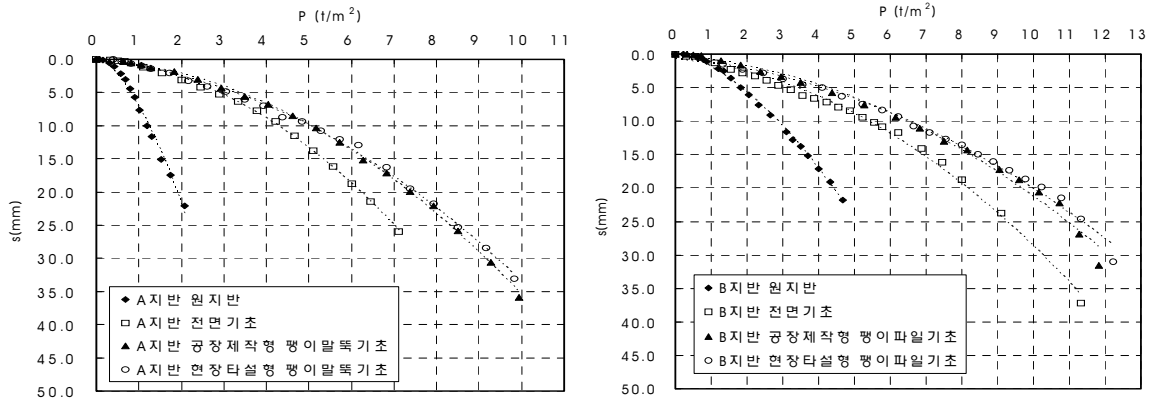 P (t/m²)
0 1 2 3 4 5 6 7 8 9 10 11
0.0
5.0
10.0
15.0
20.0
25.0
30.0
35.0
40.0
45.0
50.0
s(mm)
A지반 원지반
A지반 전면기초
A지반 공장제작형 팽이말뚝기초
A지반 현장타설형 팽이말뚝기초
P (t/m²)
0 1 2 3 4 5 6 7 8 9 10 11 12 13
0.0
5.0
10.0
15.0
20.0
25.0
30.0
35.0
40.0
45.0
50.0
s(mm)
B지반 원지반
B지반 전면기초
B지반 공장제작형 팽이파일기초
B지반 현장타설형 팽이파일기초